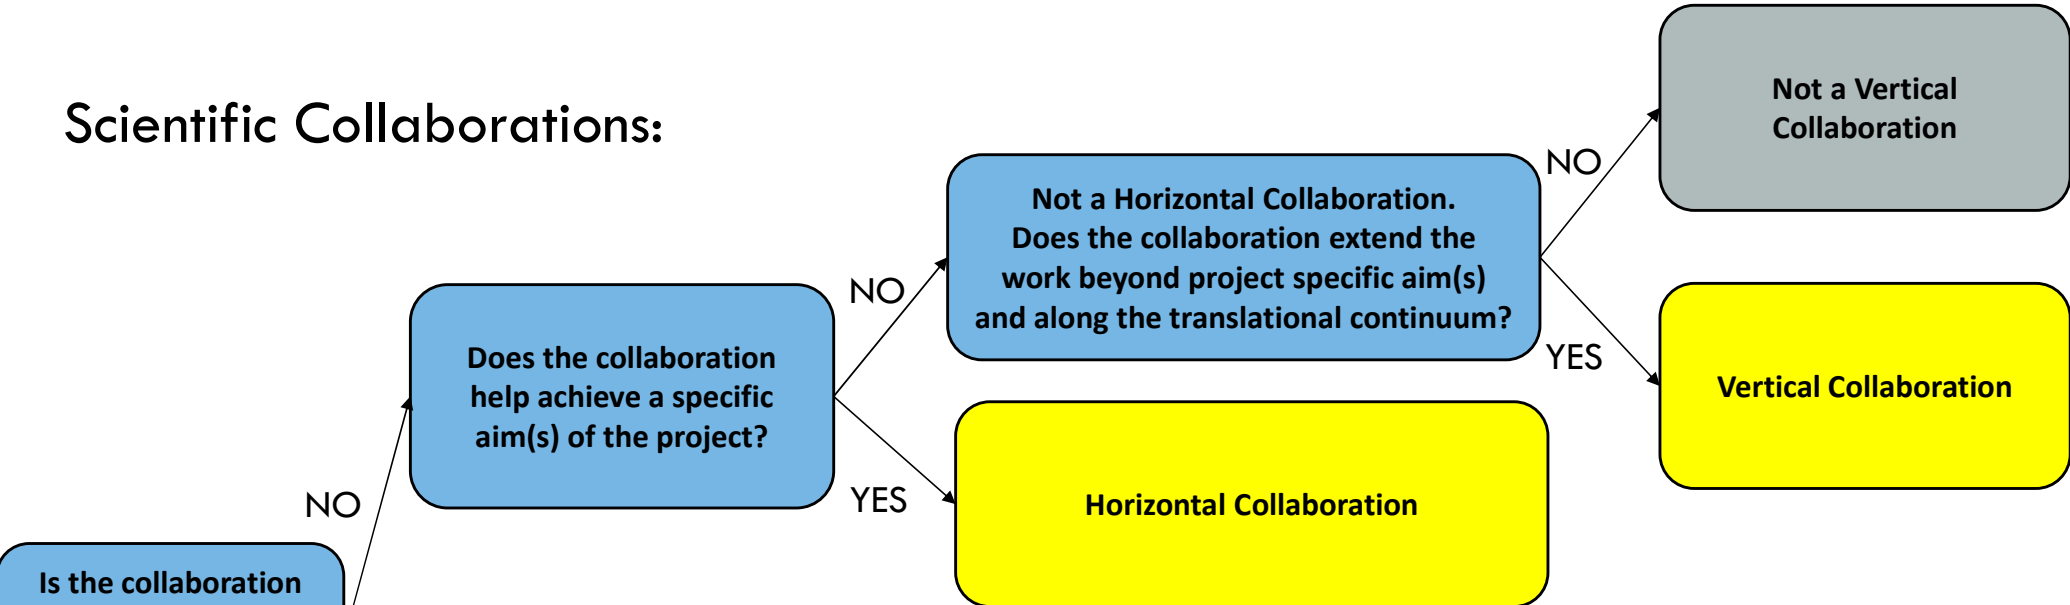 Scientific Collaborations:
Not a Vertical
Collaboration
NO
Not a Horizontal Collaboration.
Does the collaboration extend the
work beyond project specific aim(s)
and along the translational continuum?
NO
YES
Vertical Collaboration
Does the collaboration
help achieve a specific
aim(s) of the project?
NO
YES
Horizontal Collaboration
Is the collaboration